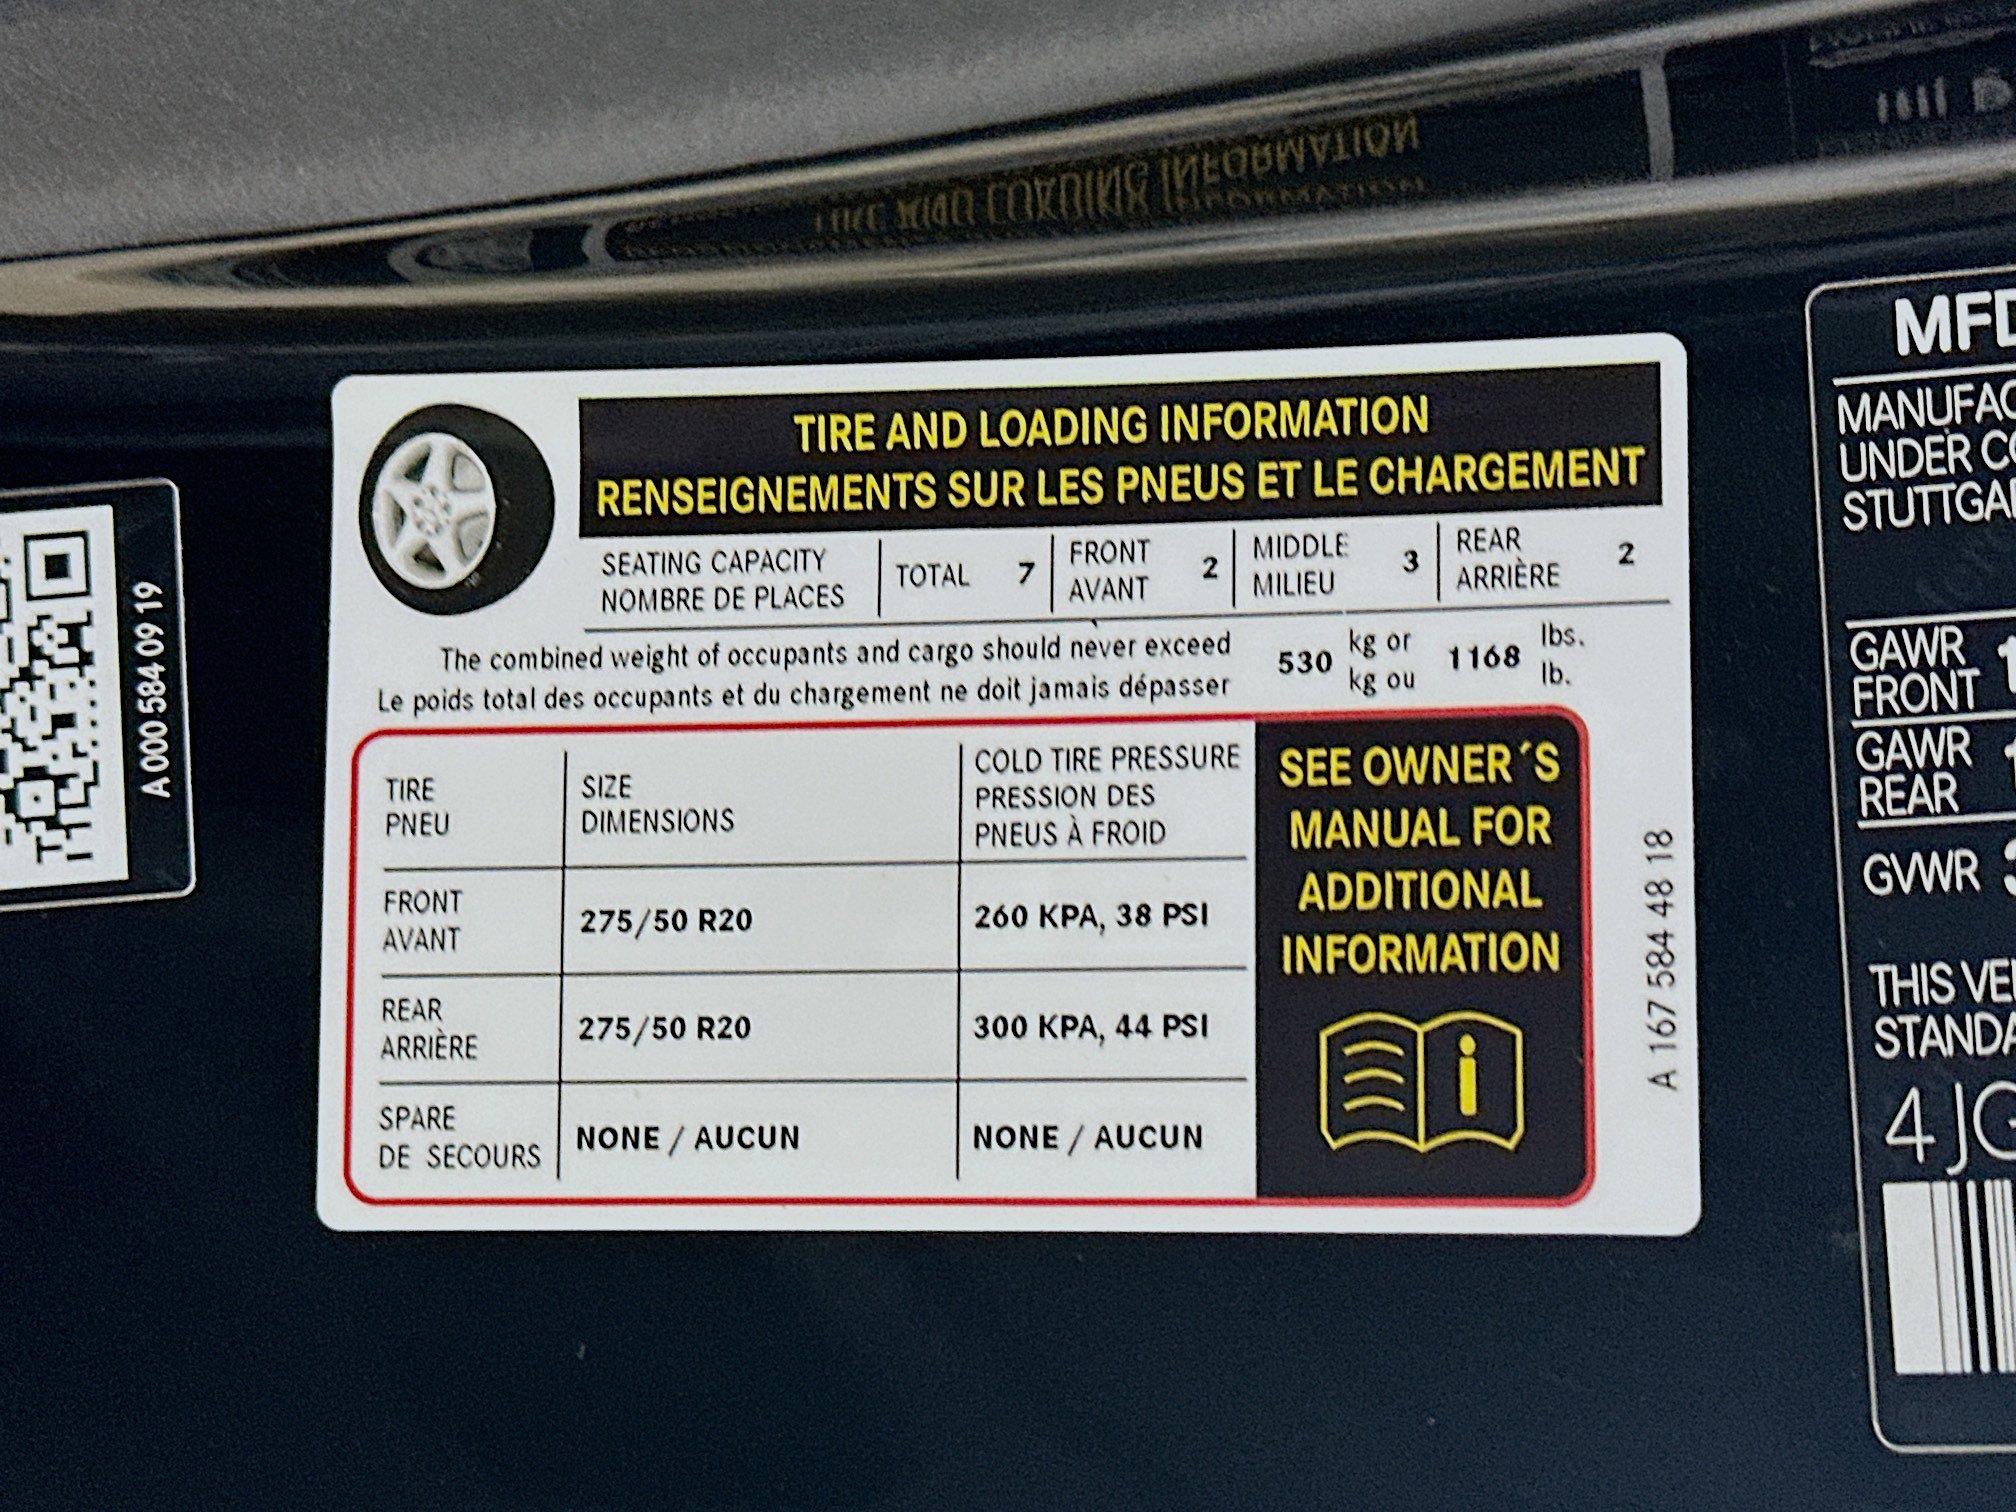 TIRE AND LOADING INFORMATION
RENSEIGNEMENTS SUR LES PNEUS ET LE CHARGEMENT
SEATING CAPACITY
NOMBRE DE PLACES
TOTAL 7
FRONT
AVANT
2
MIDDLE
MILIEU
3
REAR
ARRIÈRE
2
The combined weight of occupants and cargo should never exceed
Le poids total des occupants et du chargement ne doit jamais dépasser
530
kg or
kg ou
1168
lbs.
lb.
TIRE
PNEU
SIZE
DIMENSIONS
COLD TIRE PRESSURE
PRESSION DES
PNEUS À FROID
FRONT
AVANT
275/50 R20
260 KPA, 38 PSI
REAR
ARRIÈRE
275/50 R20
300 KPA, 44 PSI
SPARE
DE SECOURS
NONE / AUCUN
NONE / AUCUN
SEE OWNER´S
MANUAL FOR
ADDITIONAL
INFORMATION
A 167 584 48 18
A 000 584 09 19
MANUFAC
UNDER CO
STUTTGA
GAWR
FRONT
GAWR
REAR
GVWR
THIS VE
STANDA
4JG